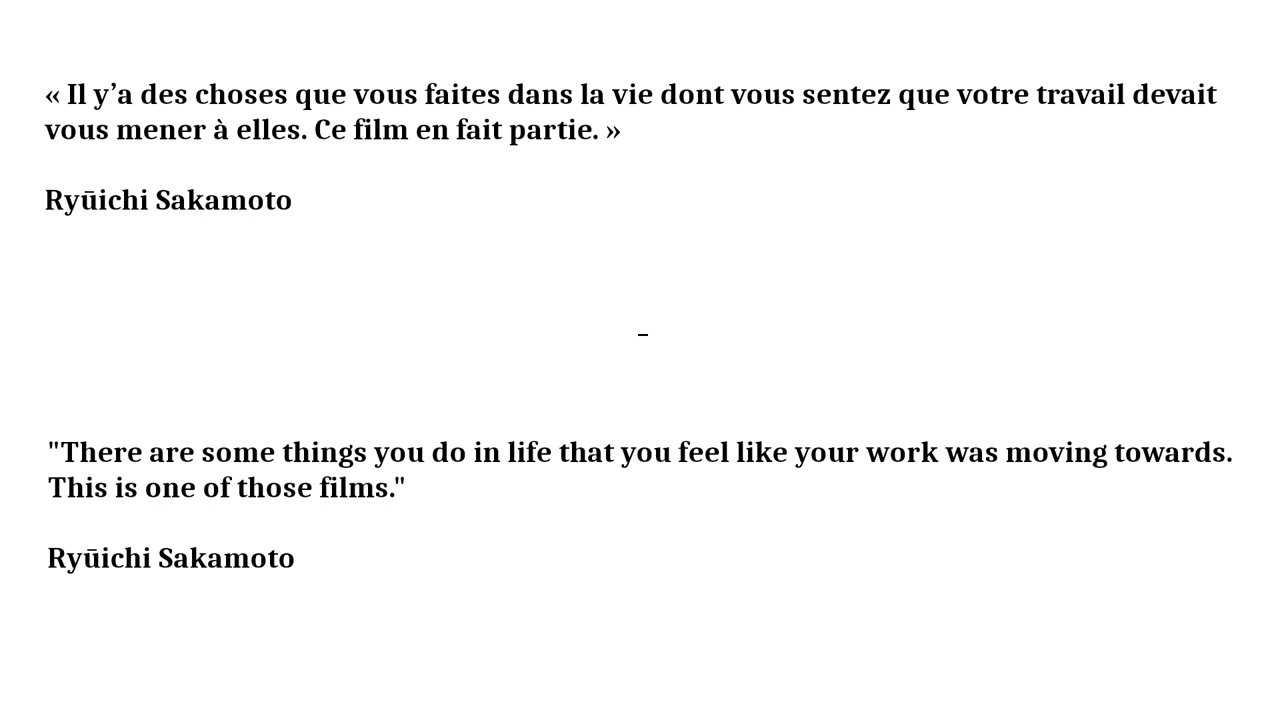 « Il y’a des choses que vous faites dans la vie dont vous sentez que votre travail devait
vous mener à elles. Ce film en fait partie. »
Ryūichi Sakamoto
–
"There are some things you do in life that you feel like your work was moving towards.
This is one of those films."
Ryūichi Sakamoto